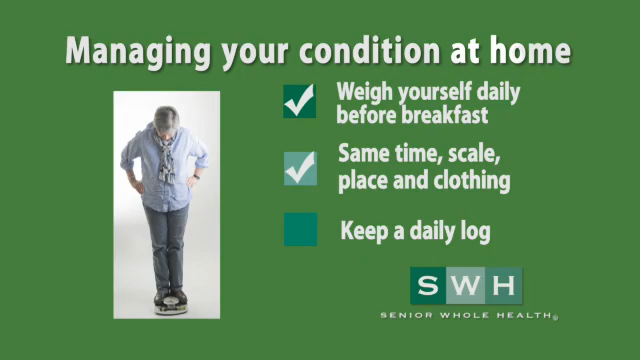 Managing your condition at home
Weigh yourself daily
before breakfast
Same time, scale,
place and clothing
Keep a daily log
SWH
SENIOR WHOLE HEALTH®